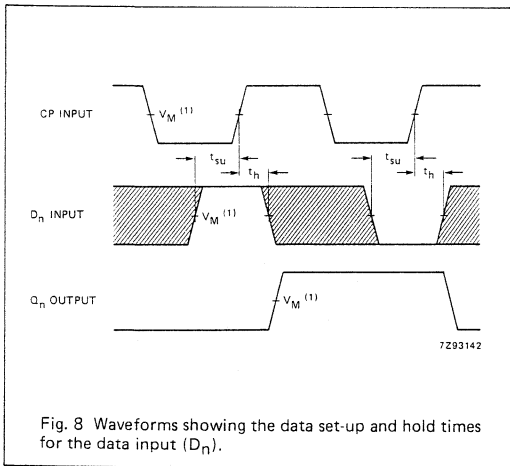 CP INPUT
V_M (1)
t_su
t_h
t_su
t_h
D_n INPUT
V_M (1)
Q_n OUTPUT
V_M (1)
7Z93142
Fig. 8 Waveforms showing the data set-up and hold times
for the data input (D_n).